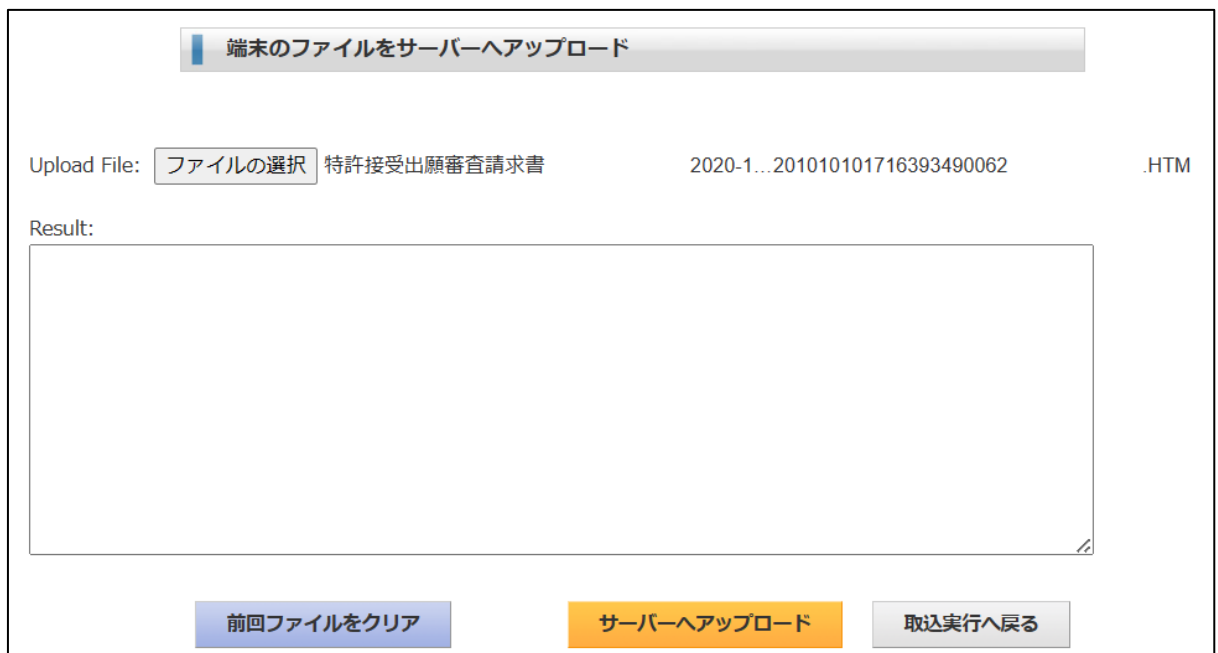 端末のファイルをサーバーへアップロード
Upload File: ファイルの選択 特許接受出願審査請求書 2020-1...201010101716393490062 .HTM
Result:
前回ファイルをクリア サーバーへアップロード 取込実行へ戻る